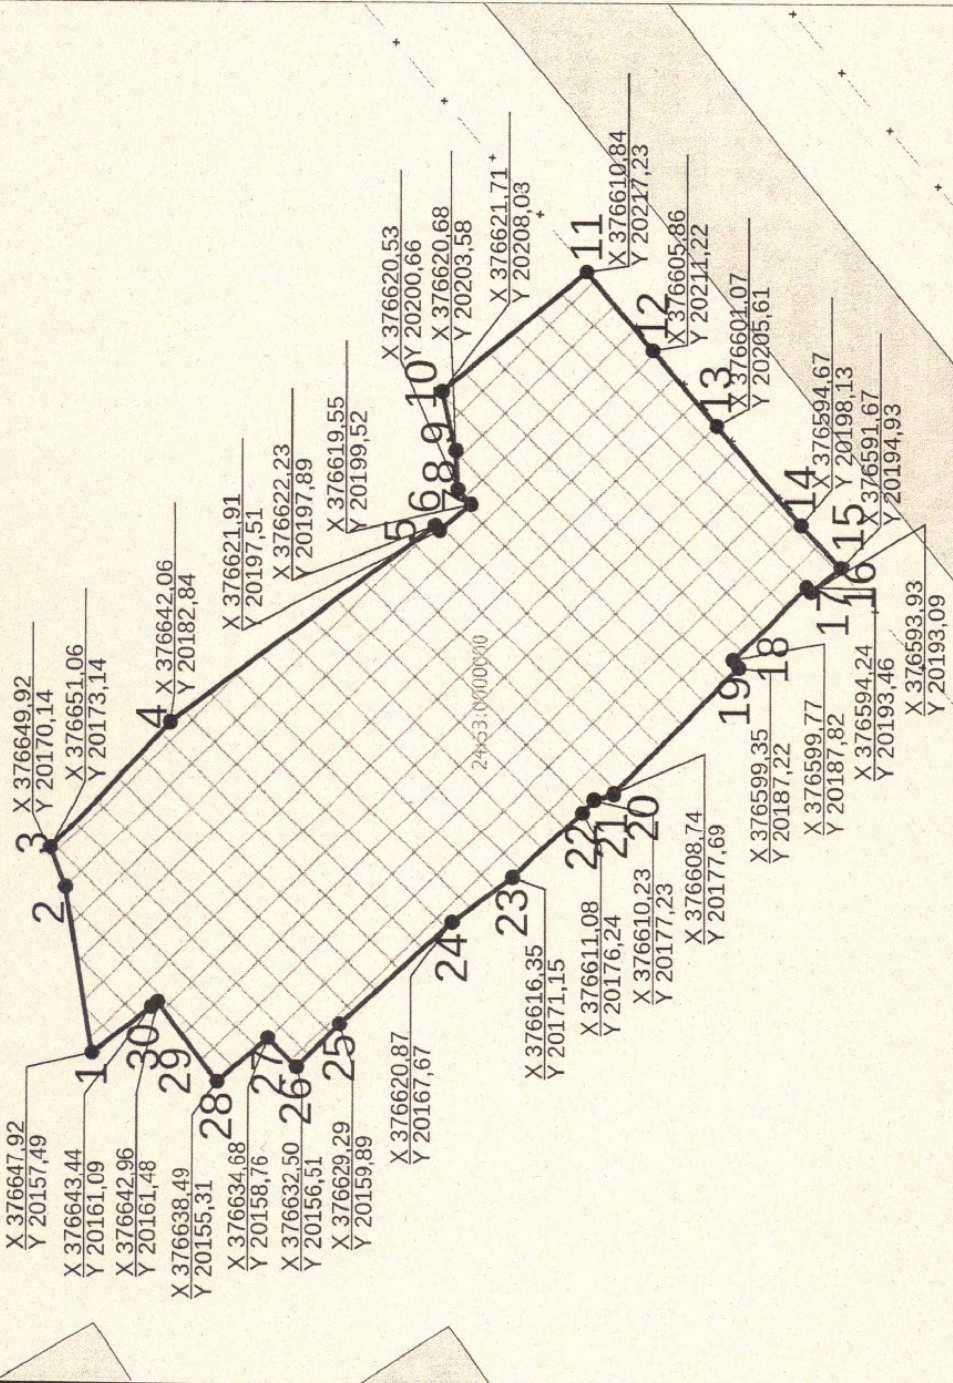 1
X 376647,92
Y 20157,49
2
X 376649,92
Y 20170,14
3
X 376651,06
Y 20173,14
4
X 376642,06
Y 20182,84
5
X 376621,91
Y 20197,51
6
X 376622,23
Y 20197,89
7
X 376619,55
Y 20199,52
8
X 376620,53
Y 20200,66
9
X 376620,68
Y 20203,58
10
X 376621,71
Y 20208,03
11
X 376610,84
Y 20217,23
12
X 376605,86
Y 20211,22
13
X 376601,07
Y 20205,61
14
X 376594,67
Y 20198,13
15
X 376591,67
Y 20194,93
16
X 376593,93
Y 20193,09
17
X 376594,24
Y 20193,46
18
X 376599,77
Y 20187,82
19
X 376599,35
Y 20187,22
20
X 376608,74
Y 20177,69
21
X 376610,23
Y 20177,23
22
X 376611,08
Y 20176,24
23
X 376616,35
Y 20171,15
24
X 376620,87
Y 20167,67
25
X 376629,29
Y 20159,89
26
X 376632,50
Y 20156,51
27
X 376634,68
Y 20158,76
28
X 376638,49
Y 20155,31
29
X 376642,96
Y 20161,48
30
X 376643,44
Y 20161,09
24:53:0000000